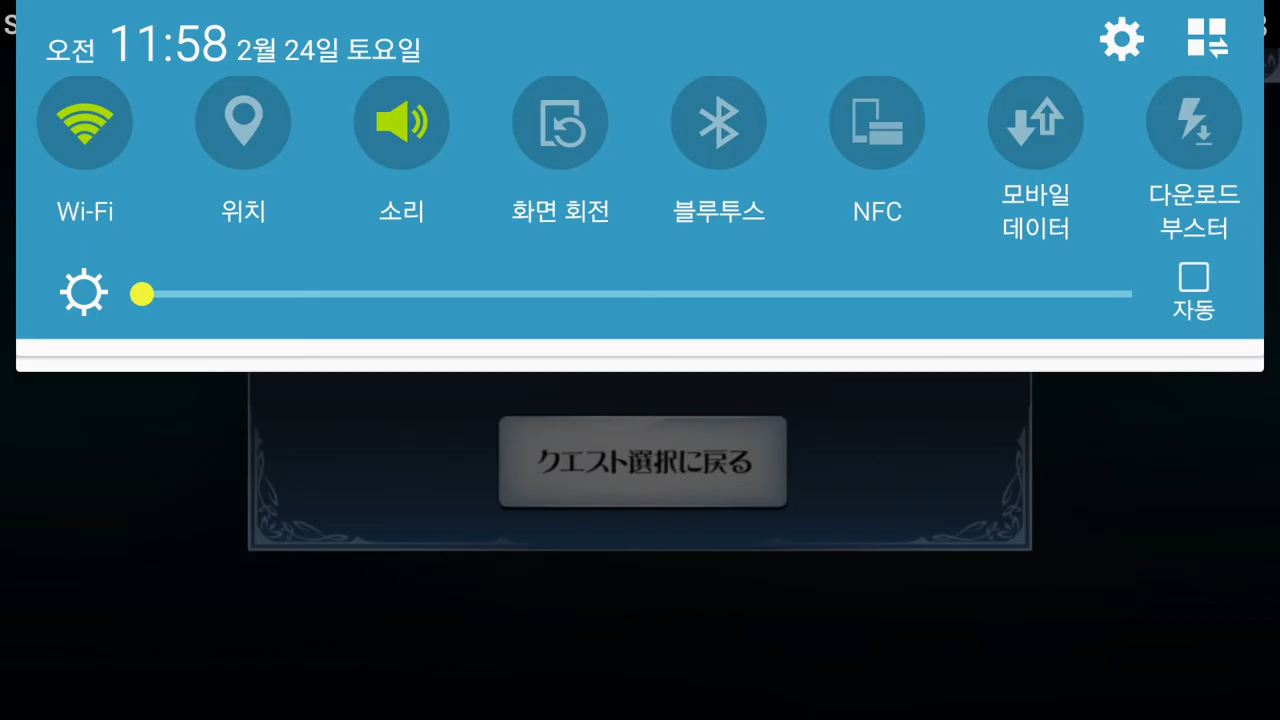 오전 11:58 2월 24일 토요일
Wi-Fi
위치
소리
화면 회전
블루투스
NFC
모바일
데이터
다운로드
부스터
자동
クエスト選択に戻る